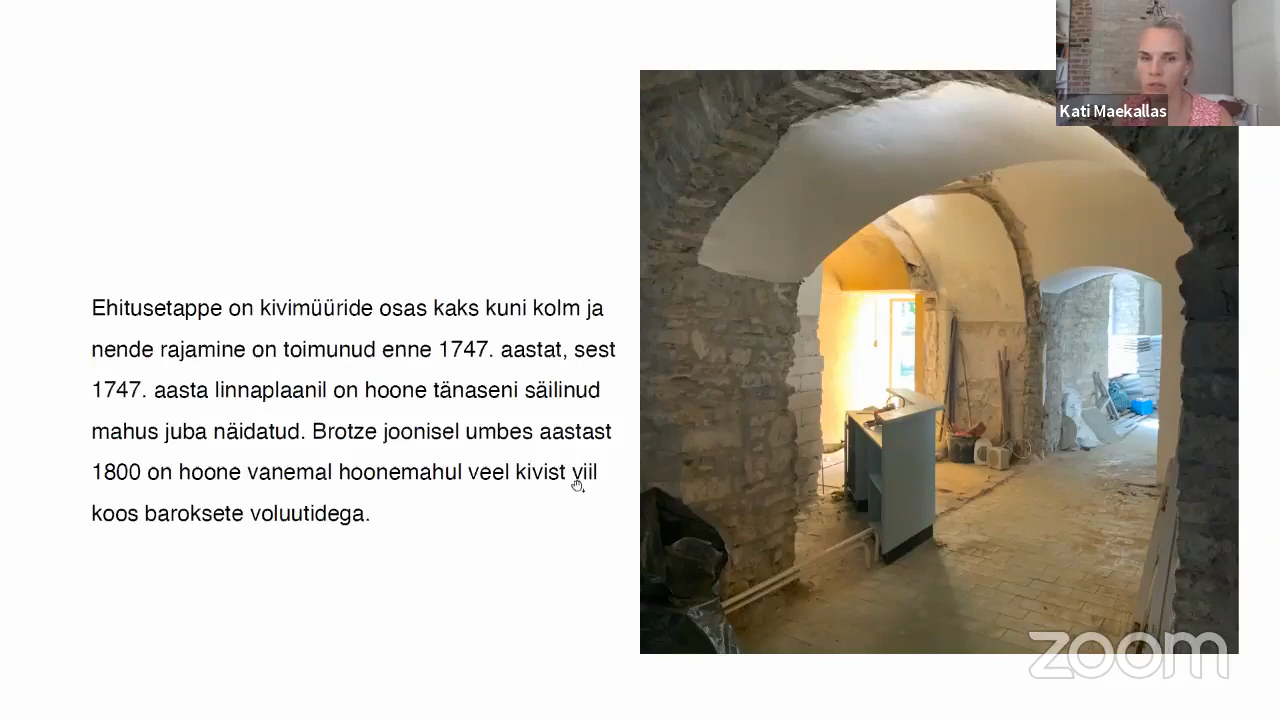 Kati Maekallas
Ehitusetappe on kivimüüride osas kaks kuni kolm ja
nende rajamine on toimunud enne 1747. aastat, sest
1747. aasta linnaplaanil on hoone tänaseni säilinud
mahus juba näidatud. Brotze joonisel umbes aastast
1800 on hoone vanemal hoonemahul veel kivist viil
koos baroksete voluutidega.
zoom